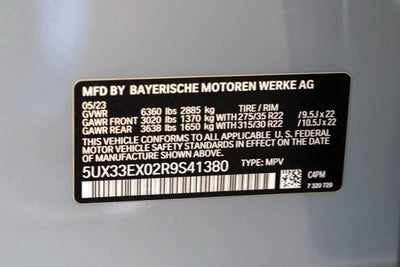 MFD BY BAYERISCHE MOTOREN WERKE AG
05/23 TIRE / RIM
GVWR 6360 lbs 2885 kg
GAWR FRONT 3020 lbs 1370 kg WITH 275/35 R22 / 9.5J x 22
GAWR REAR 3638 lbs 1650 kg WITH 315/30 R22 / 10.5J x 22
THIS VEHICLE CONFORMS TO ALL APPLICABLE U. S. FEDERAL
MOTOR VEHICLE SAFETY STANDARDS IN EFFECT ON THE DATE OF
MANUFACTURE SHOWN ABOVE.
5UX33EX02R9S41380 TYPE: MPV
C4PM
7 320 729